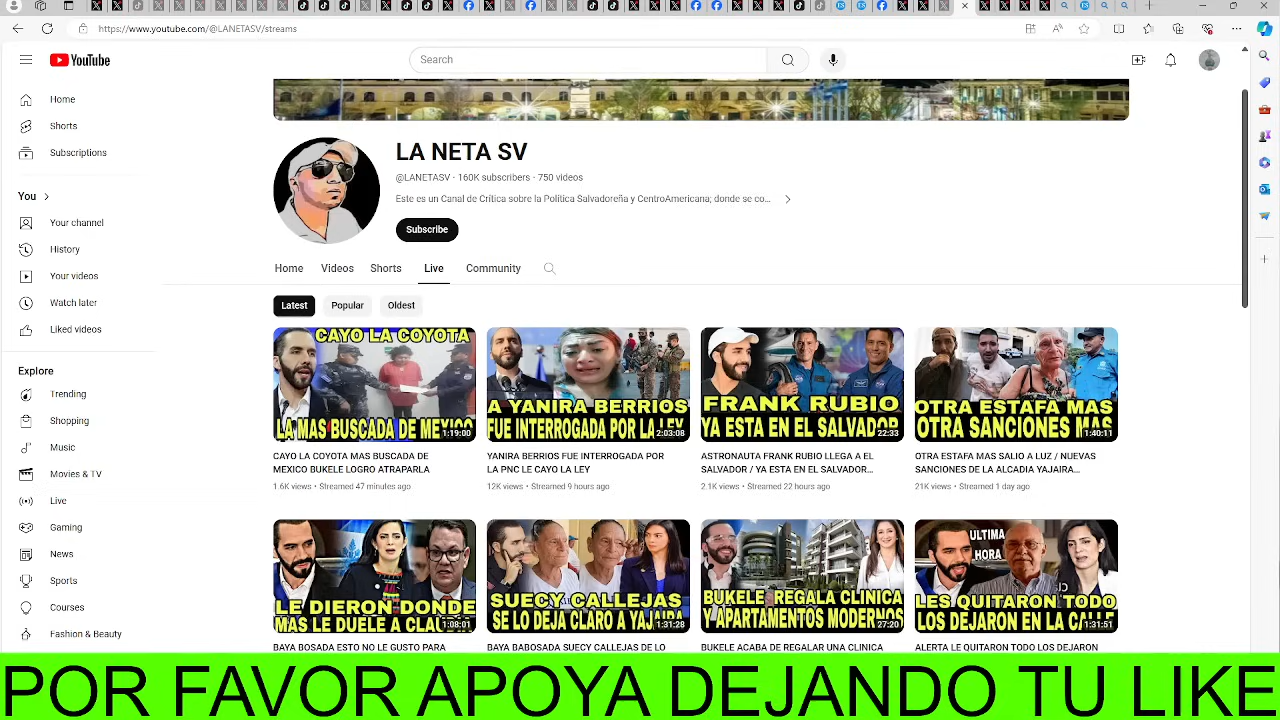 https://www.youtube.com/@LANETASV/streams
YouTube
Search
Home
Shorts
Subscriptions
You
Your channel
History
Your videos
Watch later
Liked videos
Explore
Trending
Shopping
Music
Movies & TV
Live
Gaming
News
Sports
Courses
Fashion & Beauty
LA NETA SV
@LANETASV · 160K subscribers · 750 videos
Este es un Canal de Crítica sobre la Política Salvadoreña y CentroAmericana; donde se co...
Subscribe
Home Videos Shorts Live Community
Latest Popular Oldest
CAYO LA COYOTA
LA MAS BUSCADA DE MEXICO
1:19:00
CAYO LA COYOTA MAS BUSCADA DE
MEXICO BUKELE LOGRO ATRAPARLA
1.6K views • Streamed 47 minutes ago
A YANIRA BERRIOS
FUE INTERROGADA POR LA LEY
2:03:08
YANIRA BERRIOS FUE INTERROGADA POR
LA PNC LE CAYO LA LEY
12K views • Streamed 9 hours ago
FRANK RUBIO
YA ESTA EN EL SALVADOR
22:33
ASTRONAUTA FRANK RUBIO LLEGA A EL
SALVADOR / YA ESTA EN EL SALVADOR...
2.1K views • Streamed 22 hours ago
OTRA ESTAFA MAS
OTRA SANCIONES MAS
1:40:11
OTRA ESTAFA MAS SALIO A LUZ / NUEVAS
SANCIONES DE LA ALCADIA YAJAIRA...
21K views • Streamed 1 day ago
LE DIERON DONDE
MAS LE DUELE A CLAUDIA
1:08:01
BAYA BOSADA ESTO NO LE GUSTO PARA
SUECY CALLEJAS
SE LO DEJA CLARO A YAJAIRA
1:31:28
BAYA BABOSADA SUECY CALLEJAS DE LO
BUKELE REGALA CLINICA
Y APARTAMENTOS MODERNOS
27:20
BUKELE ACABA DE REGALAR UNA CLINICA
ULTIMA
HORA
LES QUITARON TODO
LOS DEJARON EN LA CALLE
1:31:51
ALERTA LE QUITARON TODO LOS DEJARON
POR FAVOR APOYA DEJANDO TU LIKE